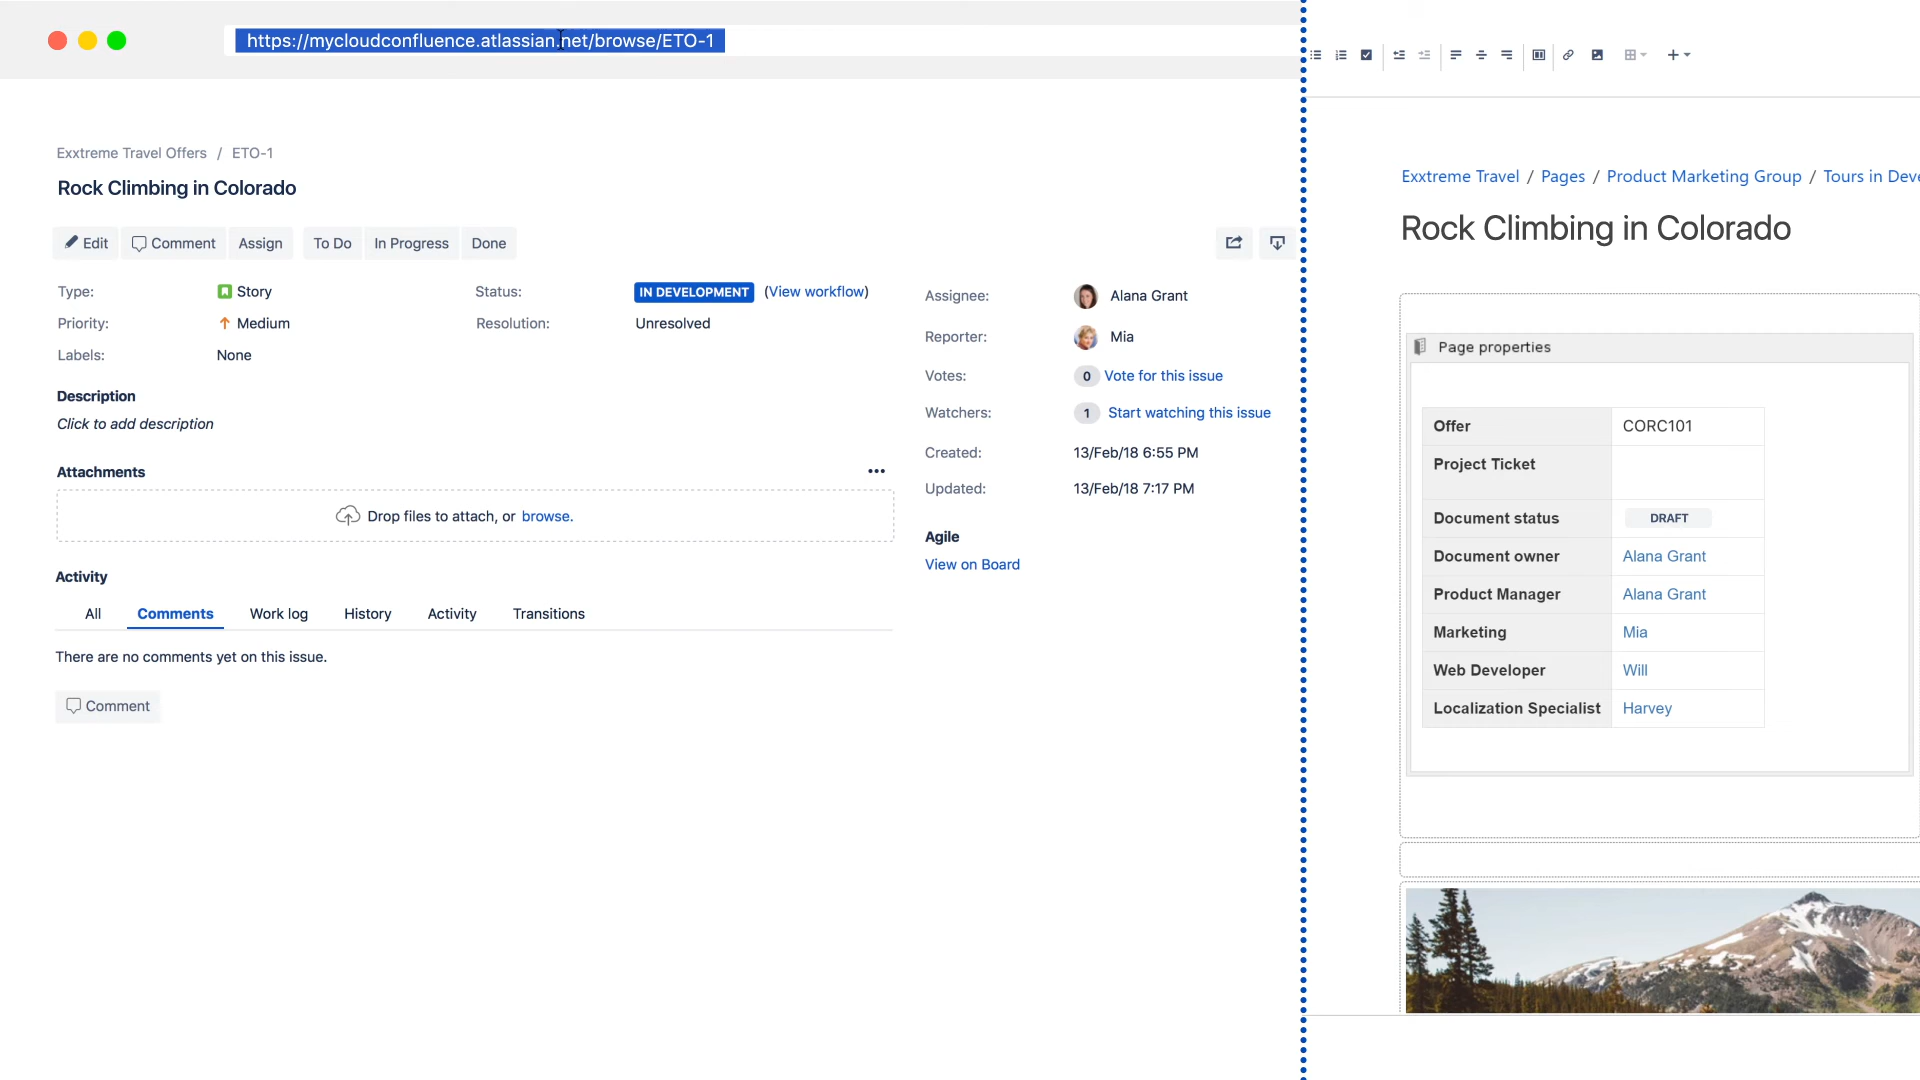 https://mycloudconfluence.atlassian.net/browse/ETO-1
Exxtreme Travel Offers / ETO-1
Rock Climbing in Colorado
Edit Comment Assign To Do In Progress Done
Type: Story
Priority: Medium
Labels: None
Status: IN DEVELOPMENT (View workflow)
Resolution: Unresolved
Description
Click to add description
Attachments
Drop files to attach, or browse.
Activity
All Comments Work log History Activity Transitions
There are no comments yet on this issue.
Comment
Assignee: Alana Grant
Reporter: Mia
Votes: 0 Vote for this issue
Watchers: 1 Start watching this issue
Created: 13/Feb/18 6:55 PM
Updated: 13/Feb/18 7:17 PM
Agile
View on Board
Exxtreme Travel / Pages / Product Marketing Group / Tours in Deve
Rock Climbing in Colorado
Page properties
Offer CORC101
Project Ticket
Document status DRAFT
Document owner Alana Grant
Product Manager Alana Grant
Marketing Mia
Web Developer Will
Localization Specialist Harvey